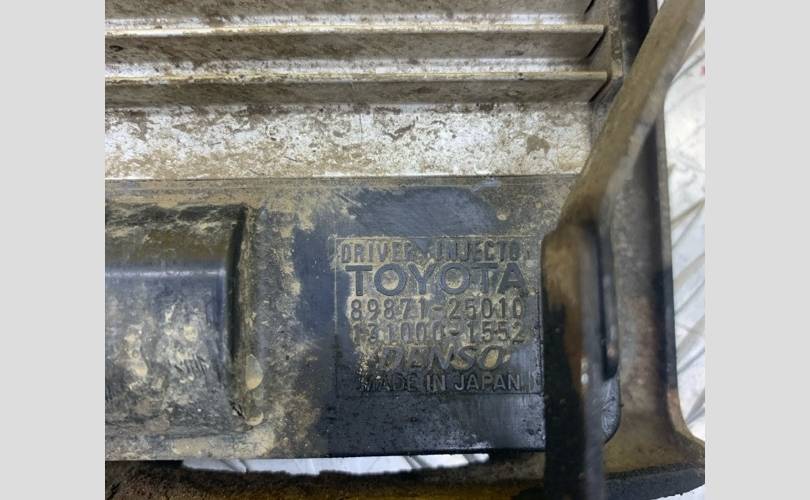 DRIVER, INJECTO
TOYOTA
89871-25010
131000-1552
DENSO
MADE IN JAPAN